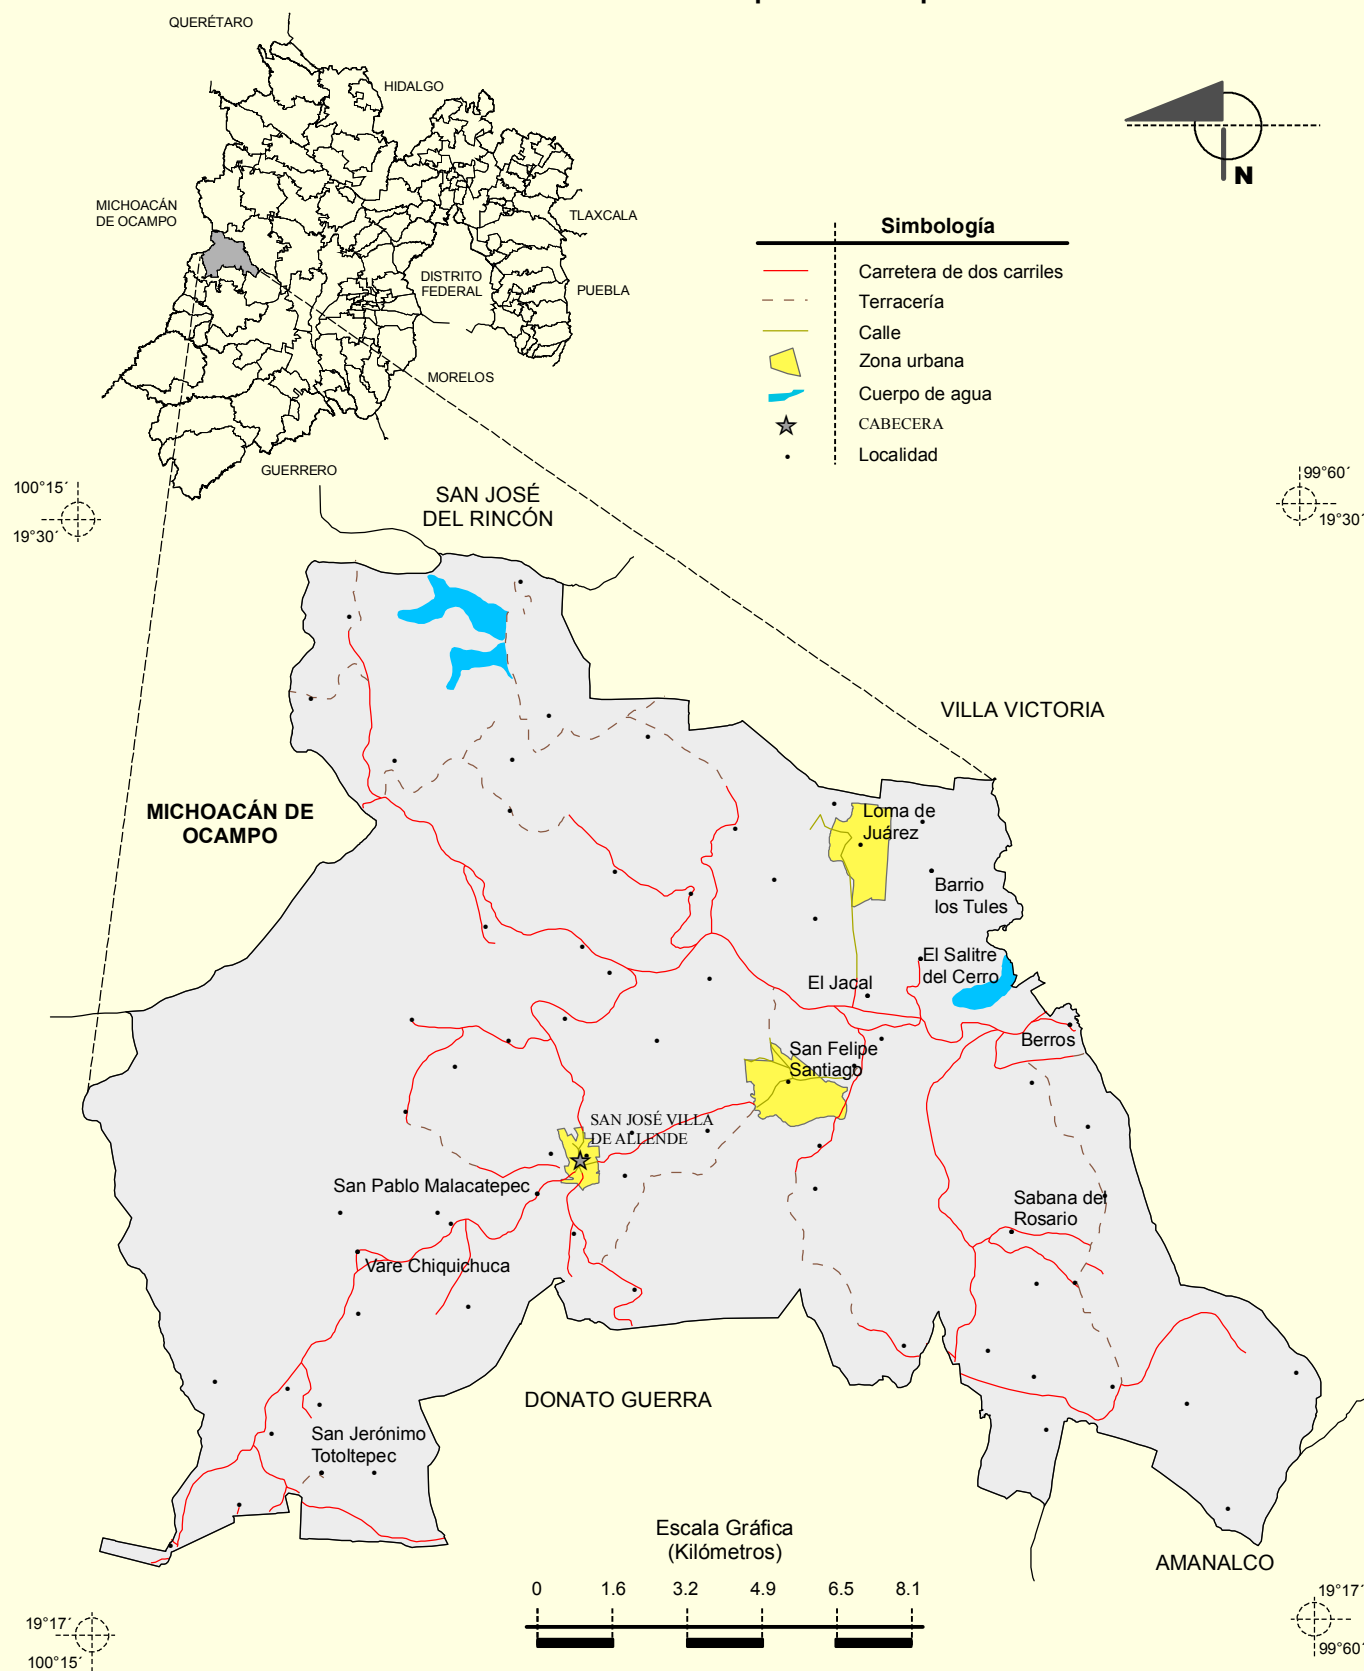 QUERÉTARO
HIDALGO
MICHOACÁN
DE OCAMPO
TLAXCALA
DISTRITO
FEDERAL
PUEBLA
MORELOS
GUERRERO
N
Simbología
Carretera de dos carriles
Terracería
Calle
Zona urbana
Cuerpo de agua
CABECERA
Localidad
100°15´
19°30´
99°60´
19°30´
SAN JOSÉ
DEL RINCÓN
VILLA VICTORIA
MICHOACÁN DE
OCAMPO
Loma de
Juárez
Barrio
los Tules
El Salitre
del Cerro
El Jacal
Berros
San Felipe
Santiago
SAN JOSÉ VILLA
DE ALLENDE
San Pablo Malacatepec
Sabana del
Rosario
Vare Chiquichuca
DONATO GUERRA
San Jerónimo
Totoltepec
AMANALCO
Escala Gráfica
(Kilómetros)
0 1.6 3.2 4.9 6.5 8.1
19°17´
100°15´
19°17´
99°60´